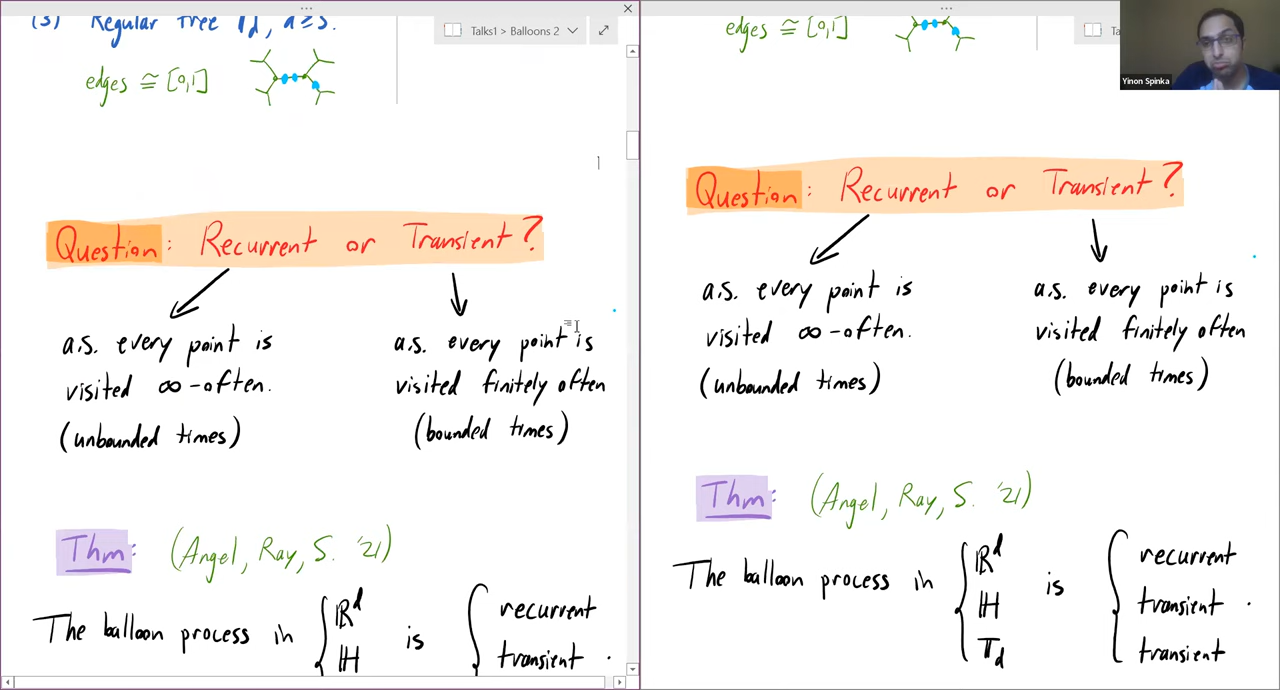 (3) Regular Tree 𝕋d, d≥3.
edges ≅ [0,1]
Talks1 > Balloons 2
1
Question: Recurrent or Transient?
a.s. every point is
visited ∞-often.
(unbounded times)
a.s. every point is
visited finitely often
(bounded times)
Thm: (Angel, Ray, S. '21)
The balloon process in { ℝ^d ℍ is { recurrent transient .
edges ≅ [0,1]
Ta
Yinon Spinka
Question: Recurrent or Transient?
a.s. every point is
visited ∞-often.
(unbounded times)
a.s. every point is
visited finitely often
(bounded times)
Thm: (Angel, Ray, S. '21)
The balloon process in { ℝ^d ℍ 𝕋d is { recurrent transient transient .